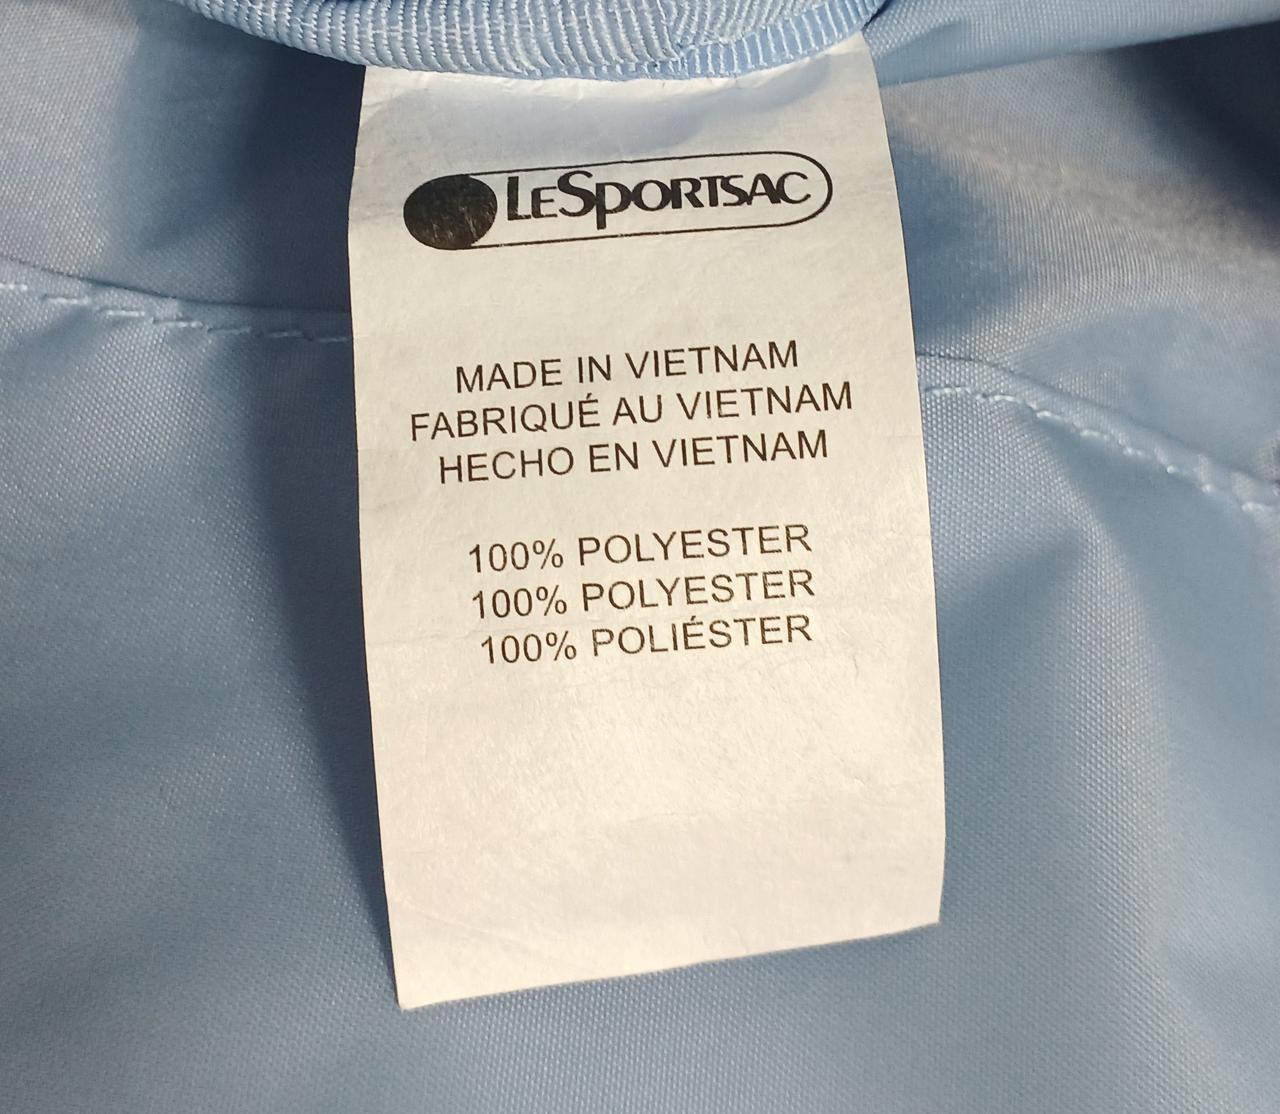 LESPORTSAC
MADE IN VIETNAM
FABRIQUÉ AU VIETNAM
HECHO EN VIETNAM
100% POLYESTER
100% POLYESTER
100% POLIÉSTER